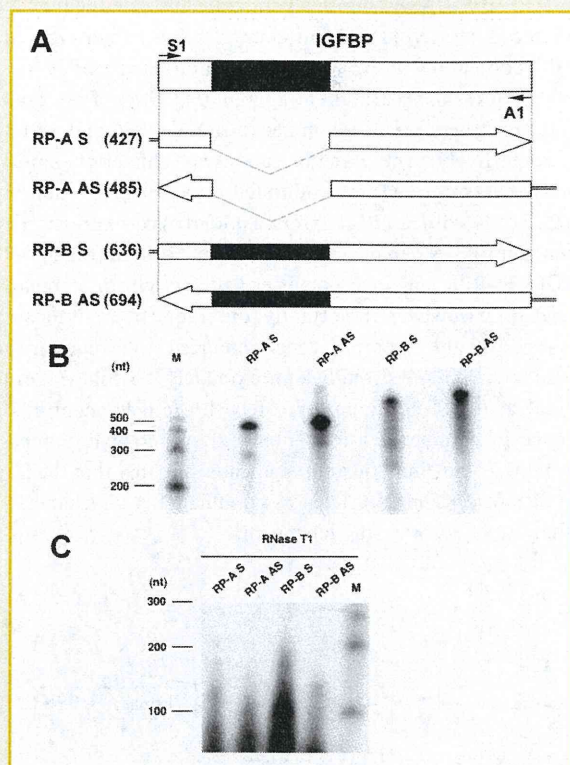 A
S1
IGFBP
A1
RP-A S (427)
RP-A AS (485)
RP-B S (636)
RP-B AS (694)
B
(nt) M RP-A S RP-A AS RP-B S RP-B AS
500
400
300
200
C
RNase T1
(nt) RP-A S RP-A AS RP-B S RP-B AS M
300
200
100